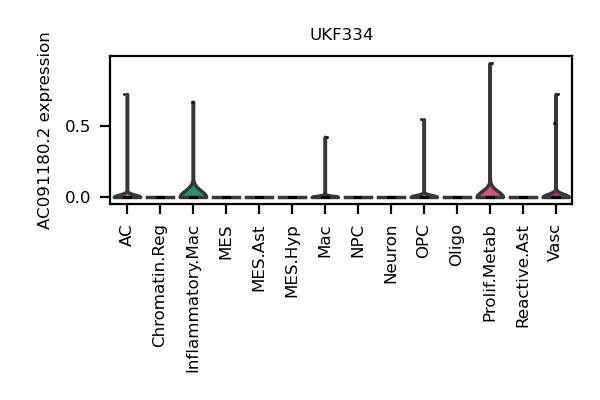 UKF334
AC091180.2 expression
0.5
0.0
AC
Chromatin.Reg
Inflammatory.Mac
MES
MES.Ast
MES.Hyp
Mac
NPC
Neuron
OPC
Oligo
Prolif.Metab
Reactive.Ast
Vasc